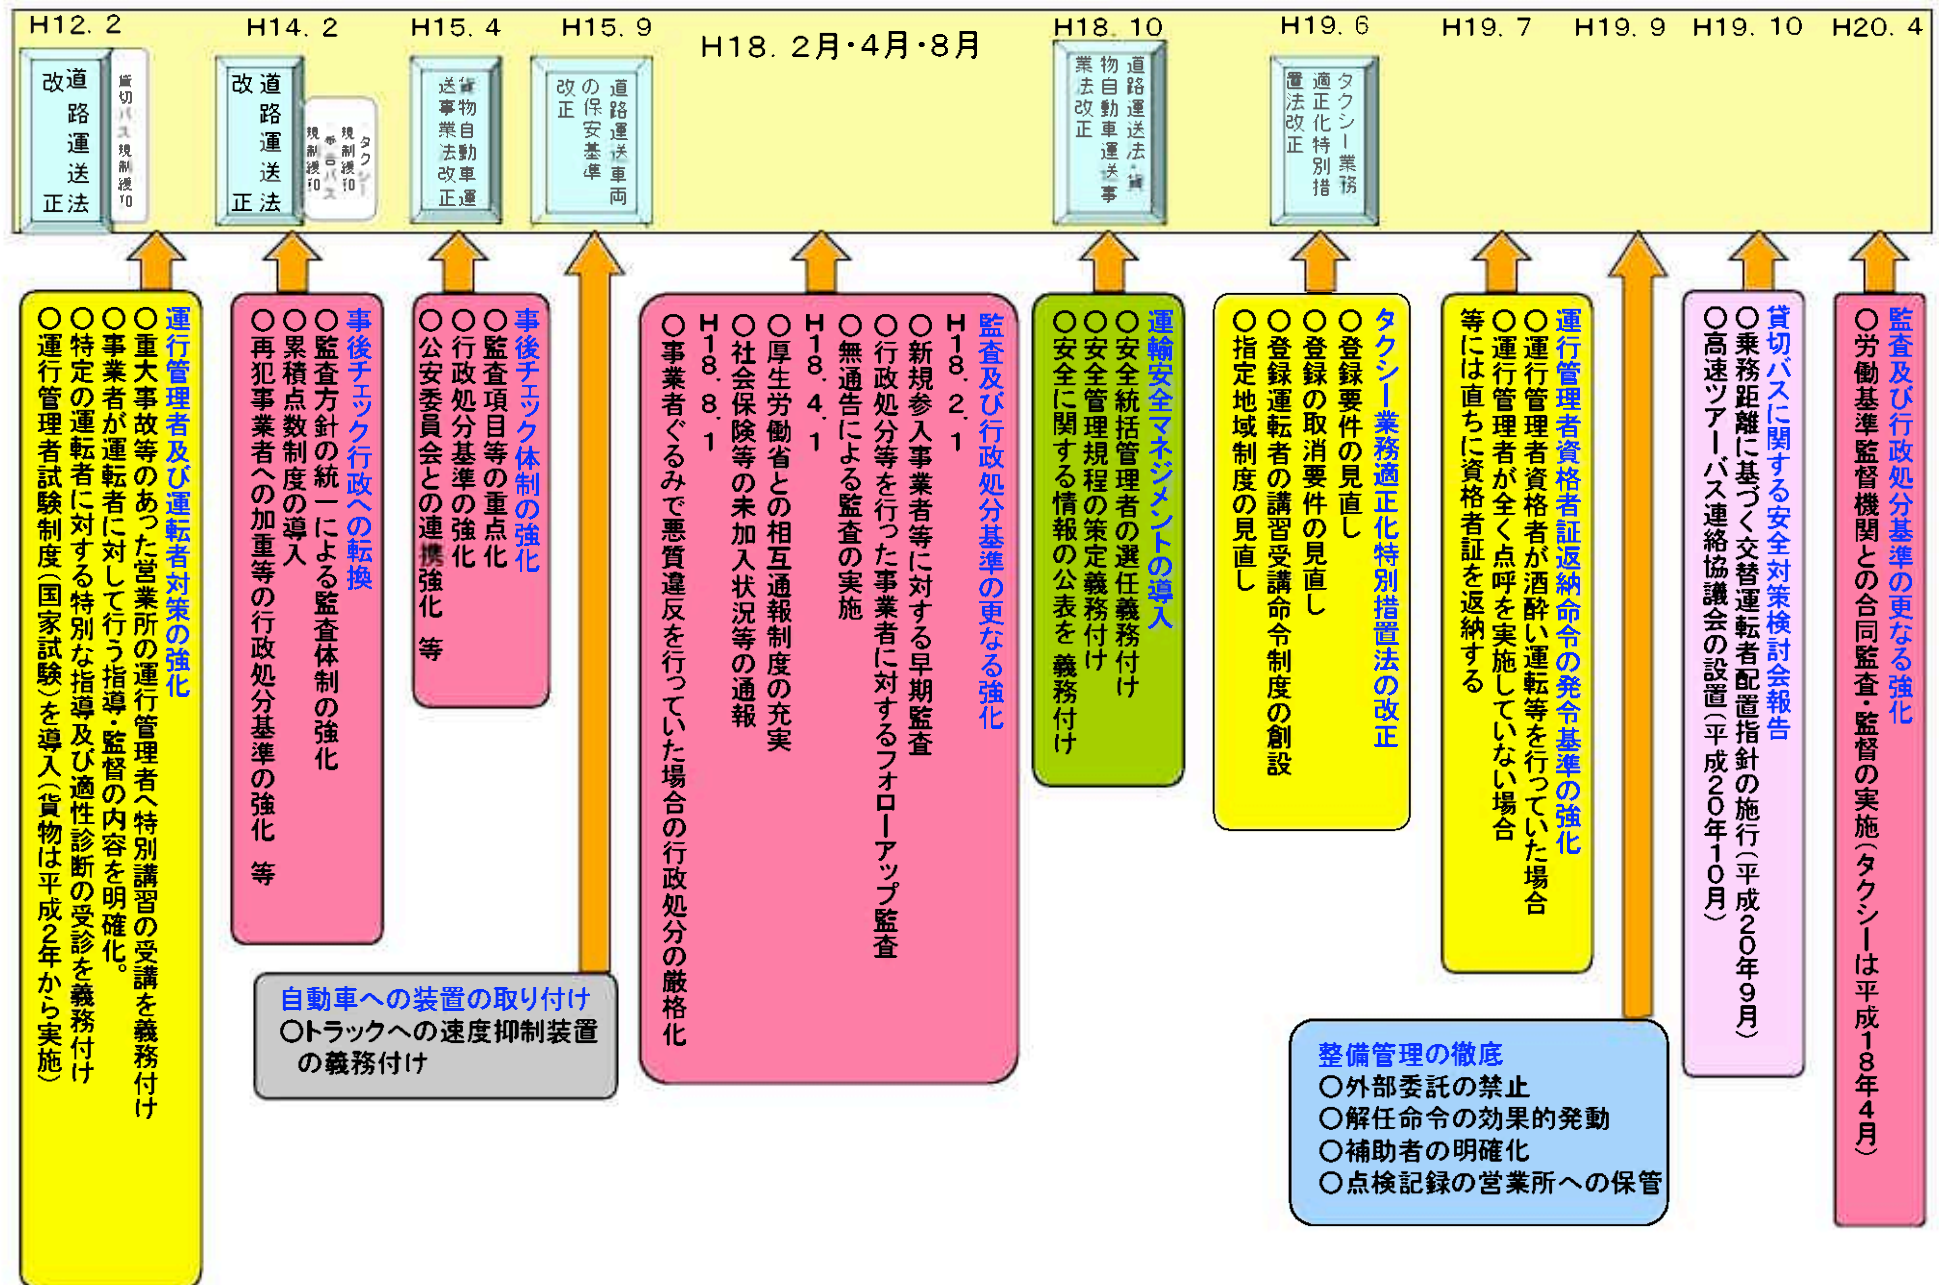 H12. 2
H14. 2
H15. 4
H15. 9
H18. 2月・4月・8月
H18. 10
H19. 6
H19. 7
H19. 9
H19. 10
H20. 4
道路運送法
改正
貸切バス規制緩和
道路運送法
改正
タクシー
規制緩和
乗合バス
規制緩和
貨物自動車運
送事業法改正
道路運送車両
の保安基準
改正
道路運送法・貨
物自動車運送事
業法改正
タクシー業務
適正化特別措
置法改正
運行管理者及び運転者対策の強化
○重大事故等のあった営業所の運行管理者へ特別講習の受講を義務付け
○事業者が運転者に対して行う指導・監督の内容を明確化。
○特定の運転者に対する特別な指導及び適性診断の受診を義務付け
○運行管理者試験制度(国家試験)を導入(貨物は平成2年から実施)
事後チェック行政への転換
○監査方針の統一による監査体制の強化
○累積点数制度の導入
○再犯事業者への加重等の行政処分基準の強化 等
事後チェック体制の強化
○監査項目等の重点化
○行政処分基準の強化
○公安委員会との連携強化 等
自動車への装置の取り付け
○トラックへの速度抑制装置
の義務付け
監査及び行政処分基準の更なる強化
H18. 2. 1
○新規参入事業者等に対する早期監査
○行政処分等を行った事業者に対するフォローアップ監査
○無通告による監査の実施
H18. 4. 1
○厚生労働省との相互通報制度の充実
○社会保険等の未加入状況等の通報
H18. 8. 1
○事業者ぐるみで悪質違反を行っていた場合の行政処分の厳格化
運輸安全マネジメントの導入
○安全統括管理者の選任義務付け
○安全管理規程の策定義務付け
○安全に関する情報の公表を 義務付け
タクシー業務適正化特別措置法の改正
○登録要件の見直し
○登録の取消要件の見直し
○登録運転者の講習受講命令制度の創設
○指定地域制度の見直し
運行管理者資格者証返納命令の発令基準の強化
○運行管理者資格者が酒酔い運転等を行っていた場合
○運行管理者が全く点呼を実施していない場合
等には直ちに資格者証を返納する
整備管理の徹底
○外部委託の禁止
○解任命令の効果的発動
○補助者の明確化
○点検記録の営業所への保管
貸切バスに関する安全対策検討会報告
○乗務距離に基づく交替運転者配置指針の施行(平成20年9月)
○高速ツアーバス連絡協議会の設置(平成20年10月)
監査及び行政処分基準の更なる強化
○労働基準監督機関との合同監査・監督の実施(タクシーは平成18年4月)